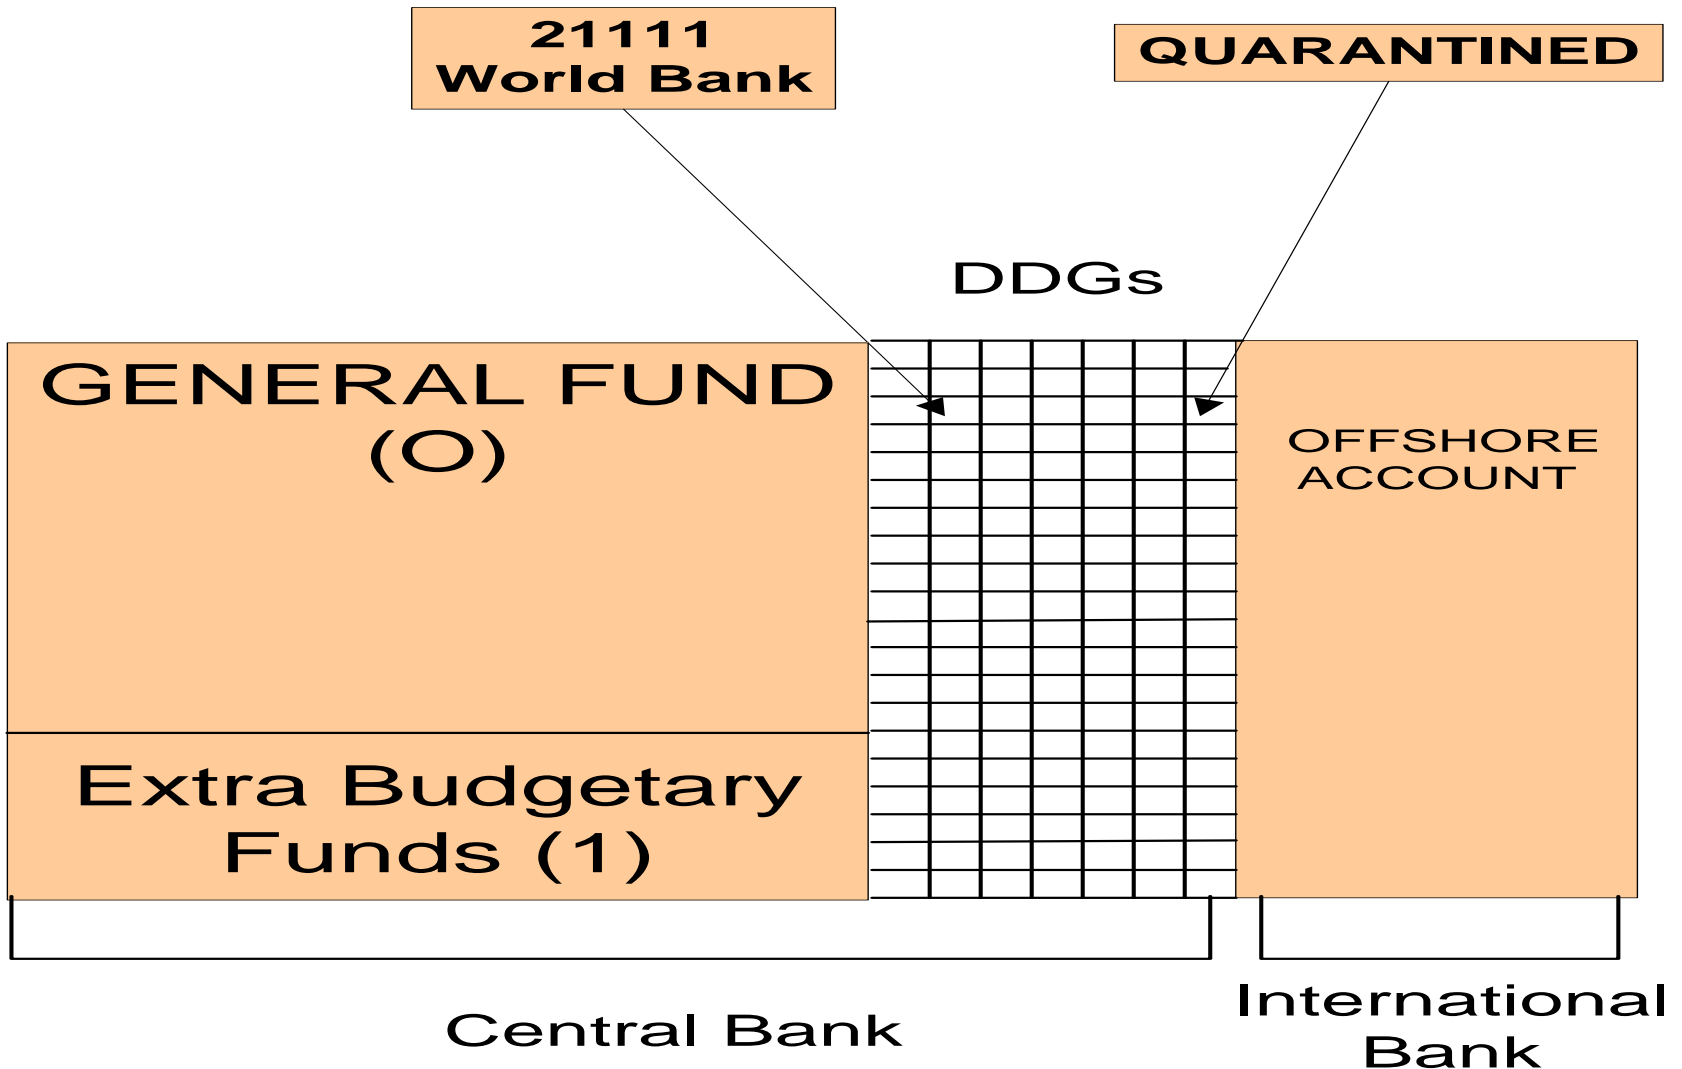 21111
World Bank
QUARANTINED
DDGs
GENERAL FUND
(O)
OFFSHORE
ACCOUNT
Extra Budgetary
Funds (1)
Central Bank
International
Bank